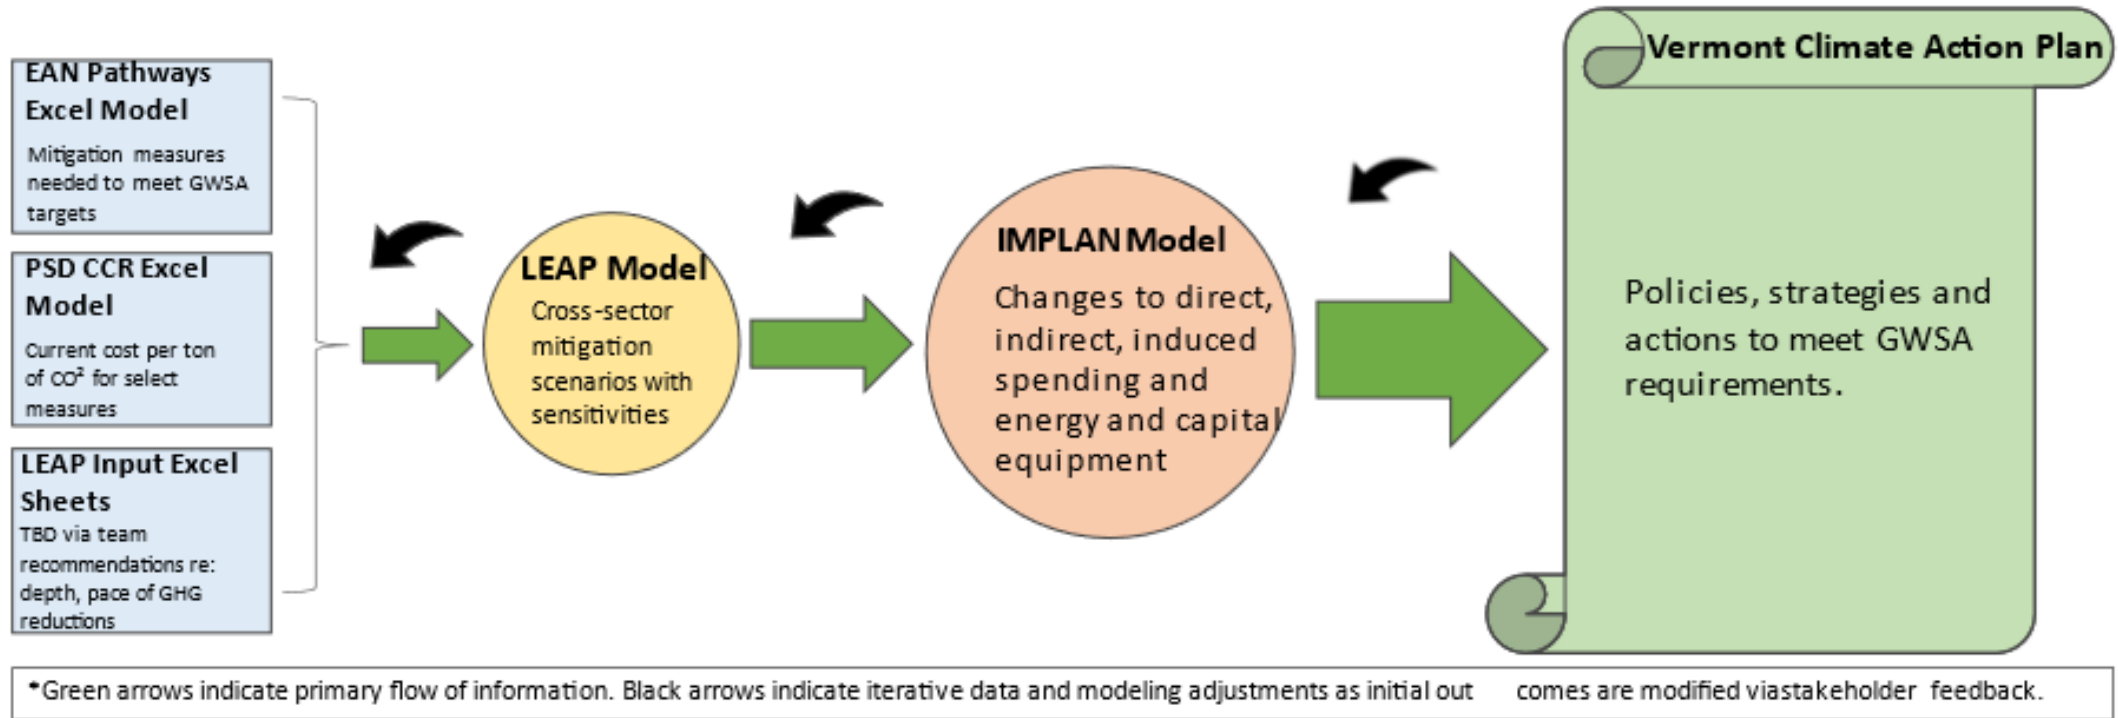 EAN Pathways
Excel Model
Mitigation measures
needed to meet GWSA
targets
PSD CCR Excel
Model
Current cost per ton
of CO² for select
measures
LEAP Input Excel
Sheets
TBD via team
recommendations re:
depth, pace of GHG
reductions
LEAP Model
Cross-sector
mitigation
scenarios with
sensitivities
IMPLAN Model
Changes to direct,
indirect, induced
spending and
energy and capital
equipment
Vermont Climate Action Plan
Policies, strategies and
actions to meet GWSA
requirements.
*Green arrows indicate primary flow of information. Black arrows indicate iterative data and modeling adjustments as initial out comes are modified viastakeholder feedback.